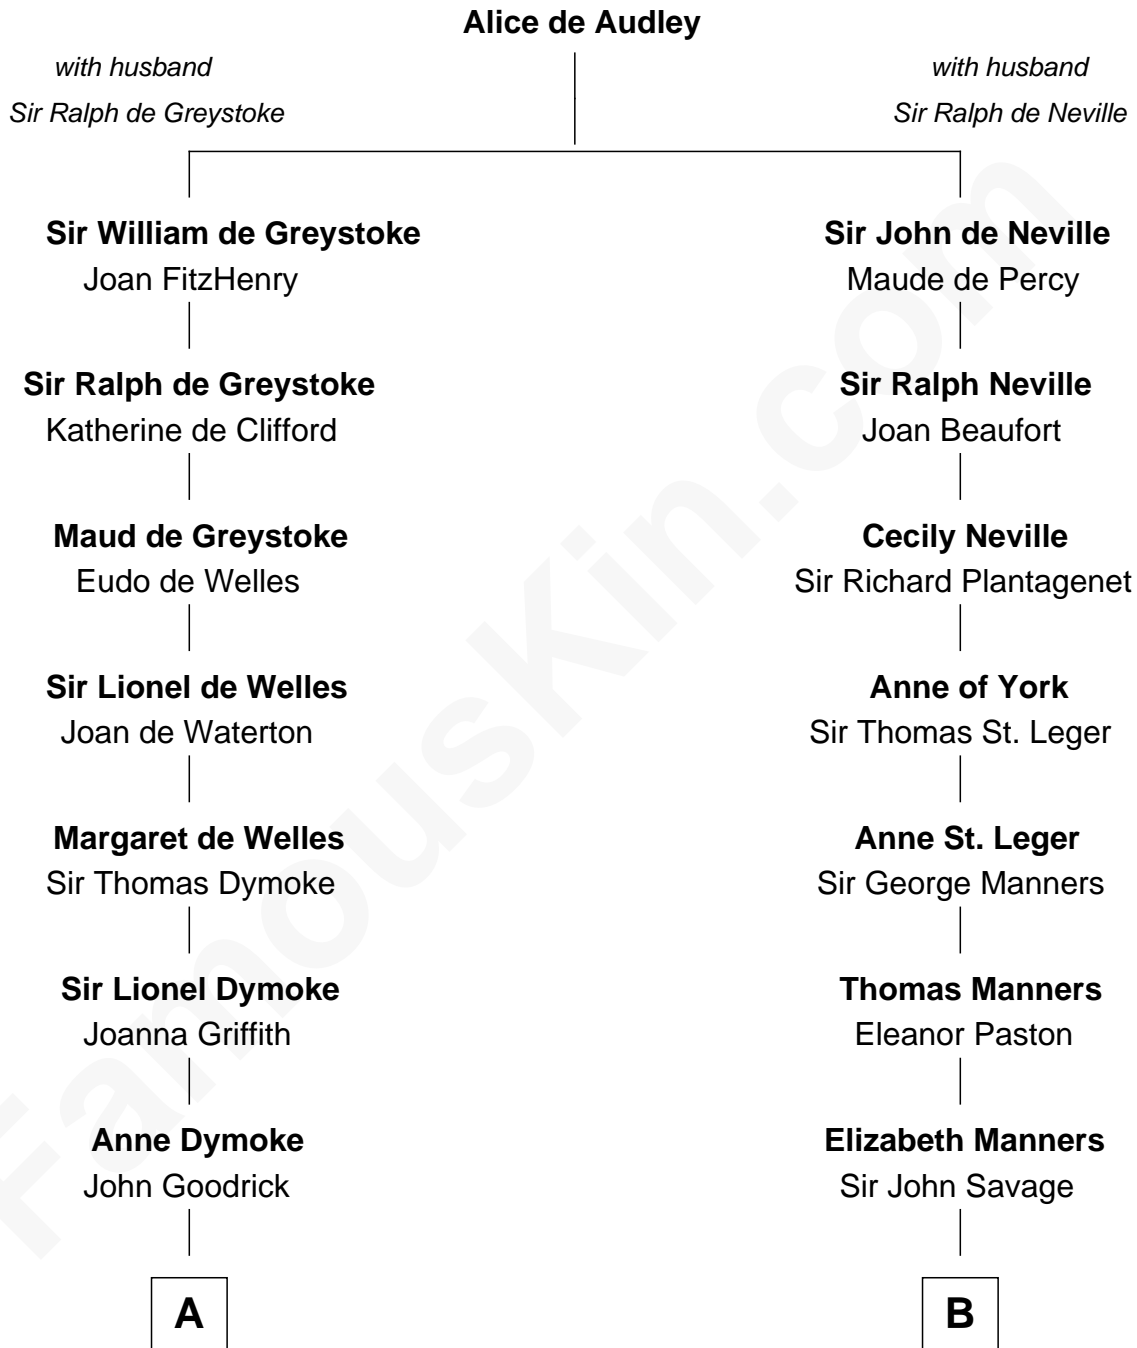 Alice de Audley
with husband
Sir Ralph de Greystoke
with husband
Sir Ralph de Neville
Sir William de Greystoke
Joan FitzHenry
Sir John de Neville
Maude de Percy
Sir Ralph de Greystoke
Katherine de Clifford
Sir Ralph Neville
Joan Beaufort
Maud de Greystoke
Eudo de Welles
Cecily Neville
Sir Richard Plantagenet
Sir Lionel de Welles
Joan de Waterton
Anne of York
Sir Thomas St. Leger
Margaret de Welles
Sir Thomas Dymoke
Anne St. Leger
Sir George Manners
Sir Lionel Dymoke
Joanna Griffith
Thomas Manners
Eleanor Paston
Anne Dymoke
John Goodrick
Elizabeth Manners
Sir John Savage
A
B
FamousKin.com